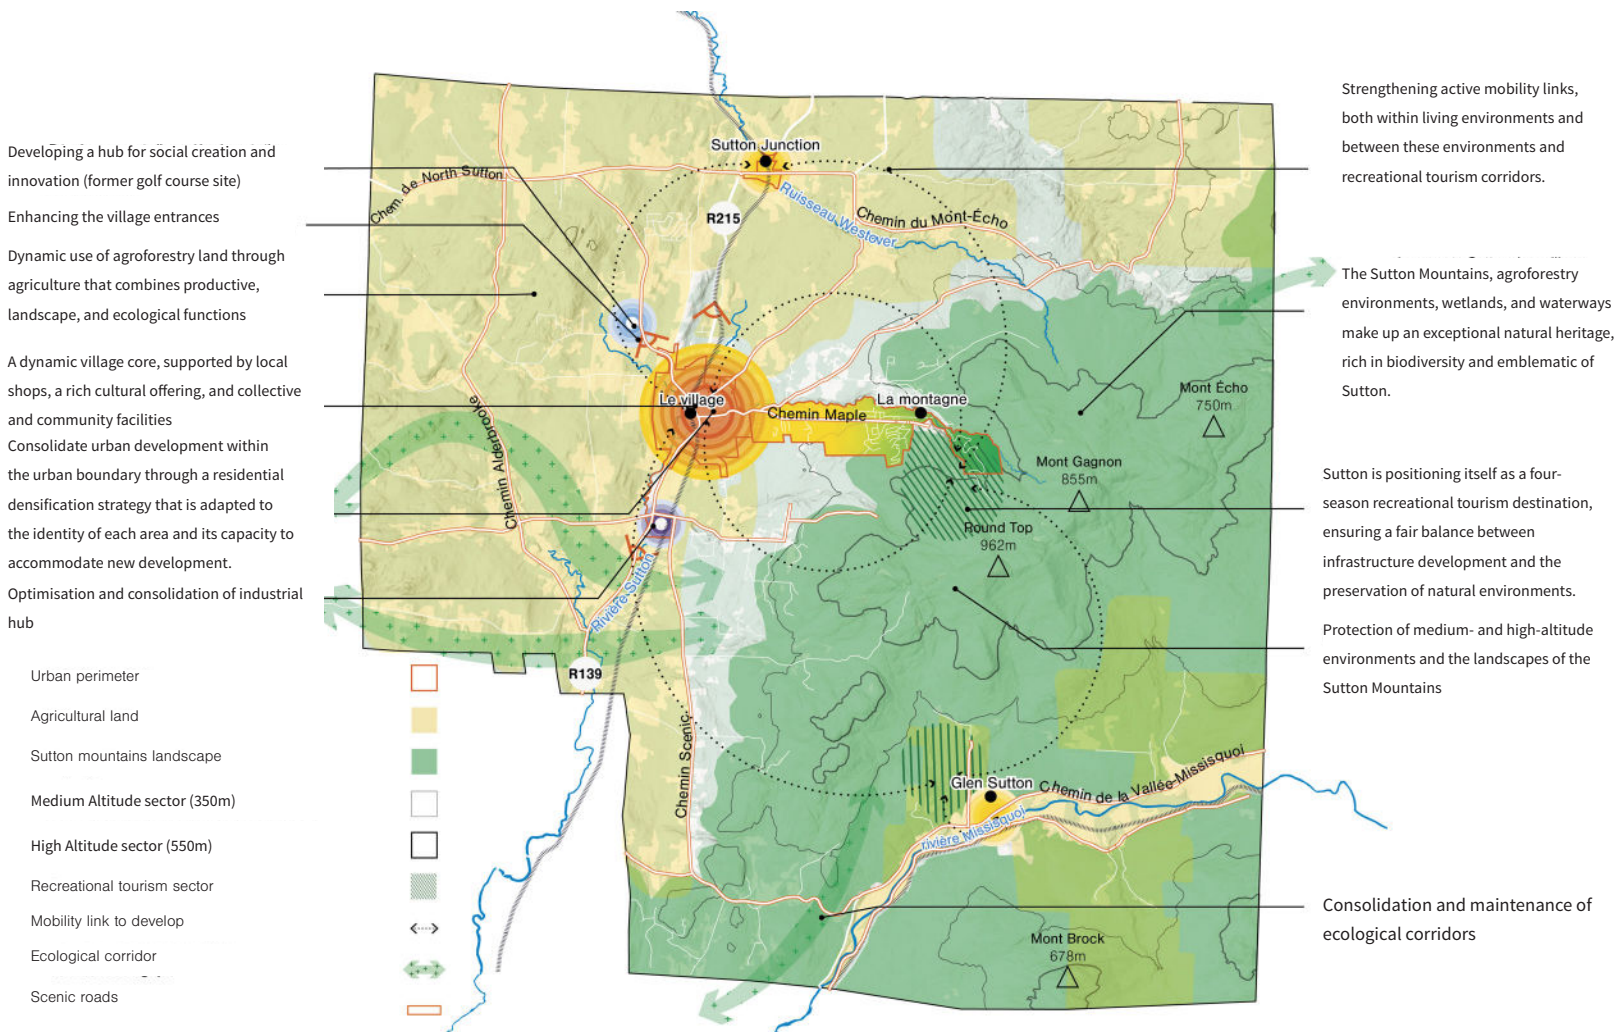 Developing a hub for social creation and
innovation (former golf course site)
Enhancing the village entrances
Dynamic use of agroforestry land through
agriculture that combines productive,
landscape, and ecological functions
A dynamic village core, supported by local
shops, a rich cultural offering, and collective
and community facilities
Consolidate urban development within
the urban boundary through a residential
densification strategy that is adapted to
the identity of each area and its capacity to
accommodate new development.
Optimisation and consolidation of industrial
hub
Urban perimeter
Agricultural land
Sutton mountains landscape
Medium Altitude sector (350m)
High Altitude sector (550m)
Recreational tourism sector
Mobility link to develop
Ecological corridor
Scenic roads
Sutton Junction
Chem. de North Sutton
R215
Ruisseau Westover
Chemin du Mont-Écho
Le village
Chemin Maple
La montagne
Mont Écho
750m
Mont Gagnon
855m
Round Top
962m
Chemin Alderbrooke
Rivière Sutton
R139
Chemin Scenic
Glen Sutton
Chemin de la Vallée-Missisquoi
rivière Missisquoi
Mont Brock
678m
Strengthening active mobility links,
both within living environments and
between these environments and
recreational tourism corridors.
The Sutton Mountains, agroforestry
environments, wetlands, and waterways
make up an exceptional natural heritage,
rich in biodiversity and emblematic of
Sutton.
Sutton is positioning itself as a four-
season recreational tourism destination,
ensuring a fair balance between
infrastructure development and the
preservation of natural environments.
Protection of medium- and high-altitude
environments and the landscapes of the
Sutton Mountains
Consolidation and maintenance of
ecological corridors